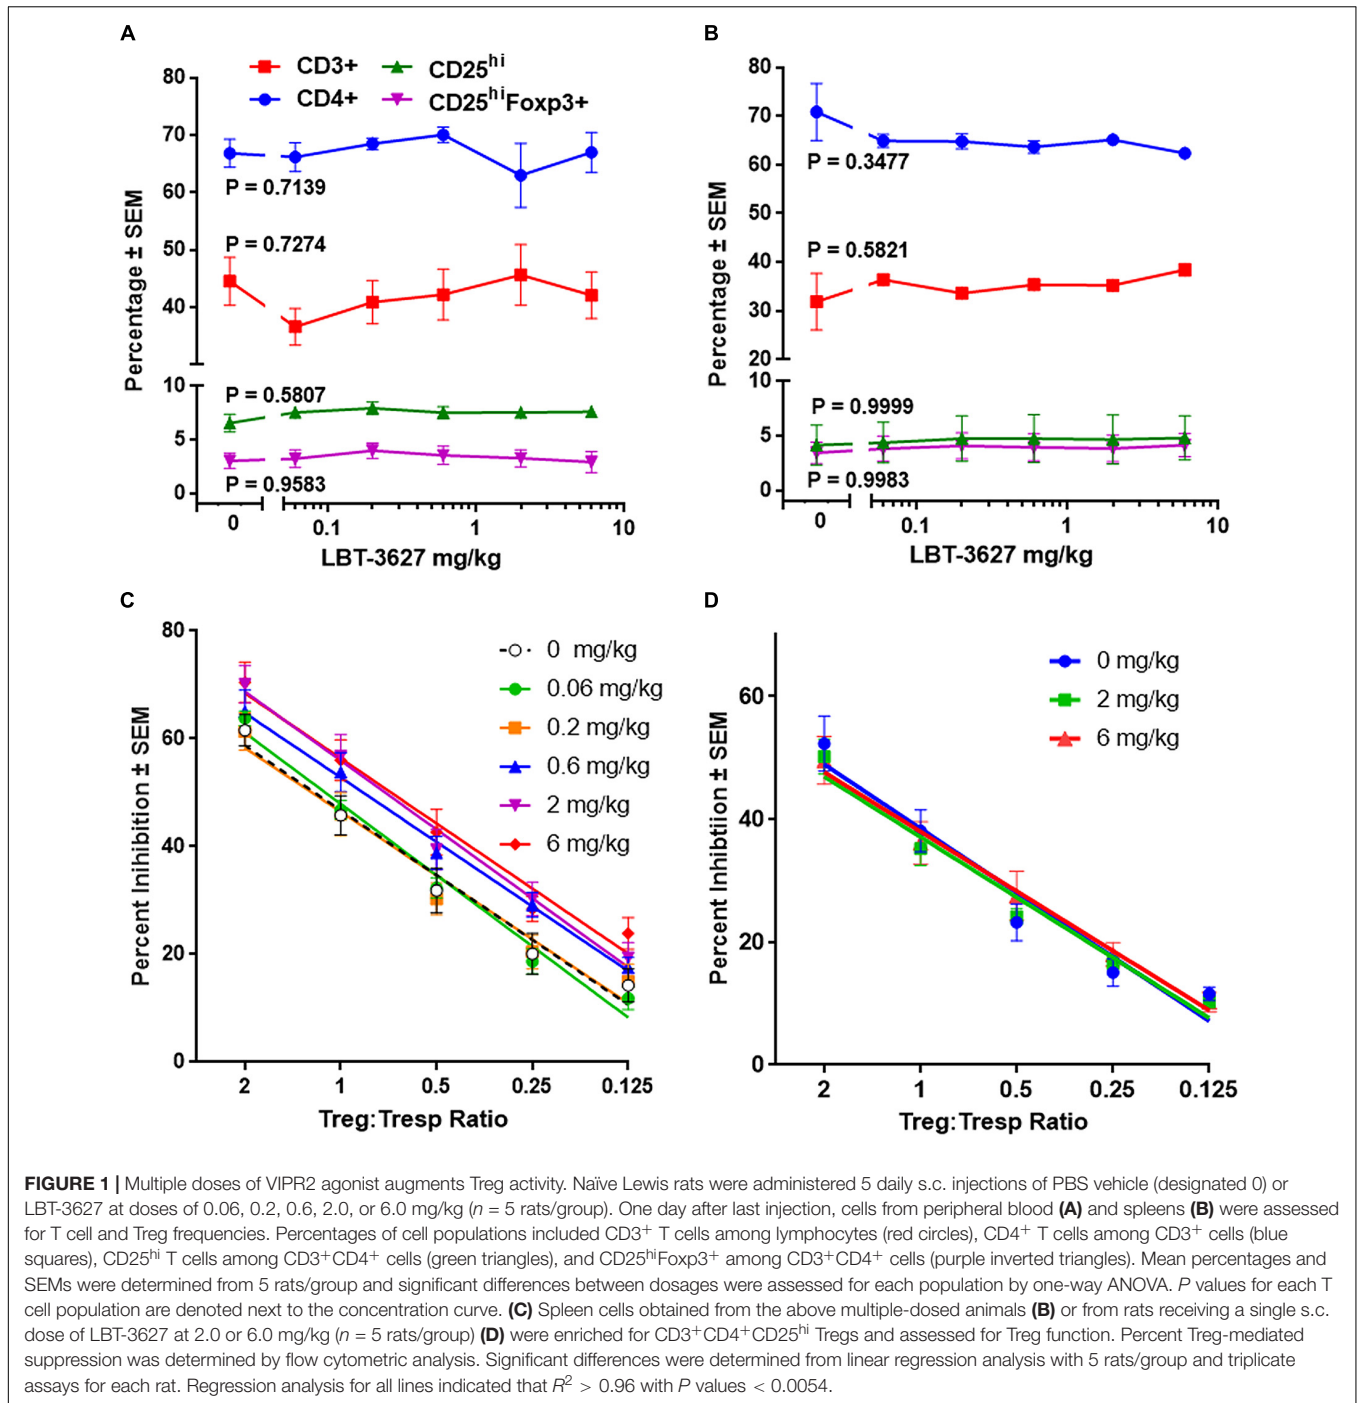 A
CD3+
CD4+
CD25hi
CD25hiFoxp3+
Percentage ± SEM
80
70
60
50
40
10
5
0
P = 0.7139
P = 0.7274
P = 0.5807
P = 0.9583
0
0.1
1
10
LBT-3627 mg/kg
B
Percentage ± SEM
80
70
60
50
40
30
20
10
5
0
P = 0.3477
P = 0.5821
P = 0.9999
P = 0.9983
0
0.1
1
10
LBT-3627 mg/kg
C
Percent Inihibition ± SEM
80
60
40
20
0
0 mg/kg
0.06 mg/kg
0.2 mg/kg
0.6 mg/kg
2 mg/kg
6 mg/kg
2
1
0.5
0.25
0.125
Treg:Tresp Ratio
D
Percent Inhibtiion ± SEM
60
40
20
0
0 mg/kg
2 mg/kg
6 mg/kg
2
1
0.5
0.25
0.125
Treg:Tresp Ratio
FIGURE 1 | Multiple doses of VIPR2 agonist augments Treg activity. Naïve Lewis rats were administered 5 daily s.c. injections of PBS vehicle (designated 0) or
LBT-3627 at doses of 0.06, 0.2, 0.6, 2.0, or 6.0 mg/kg (n = 5 rats/group). One day after last injection, cells from peripheral blood (A) and spleens (B) were assessed
for T cell and Treg frequencies. Percentages of cell populations included CD3+ T cells among lymphocytes (red circles), CD4+ T cells among CD3+ cells (blue
squares), CD25hi T cells among CD3+CD4+ cells (green triangles), and CD25hiFoxp3+ among CD3+CD4+ cells (purple inverted triangles). Mean percentages and
SEMs were determined from 5 rats/group and significant differences between dosages were assessed for each population by one-way ANOVA. P values for each T
cell population are denoted next to the concentration curve. (C) Spleen cells obtained from the above multiple-dosed animals (B) or from rats receiving a single s.c.
dose of LBT-3627 at 2.0 or 6.0 mg/kg (n = 5 rats/group) (D) were enriched for CD3+CD4+CD25hi Tregs and assessed for Treg function. Percent Treg-mediated
suppression was determined by flow cytometric analysis. Significant differences were determined from linear regression analysis with 5 rats/group and triplicate
assays for each rat. Regression analysis for all lines indicated that R2 > 0.96 with P values < 0.0054.